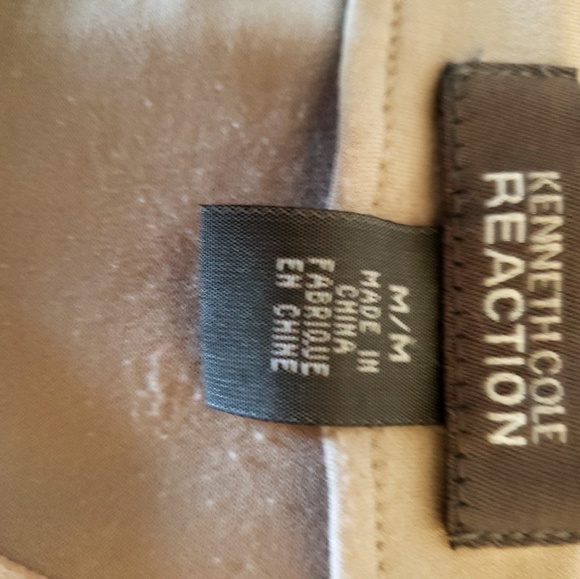 KENNETH COLE
REACTION
M/M
MADE IN
CHINA
FABRIQUE
EN CHINE